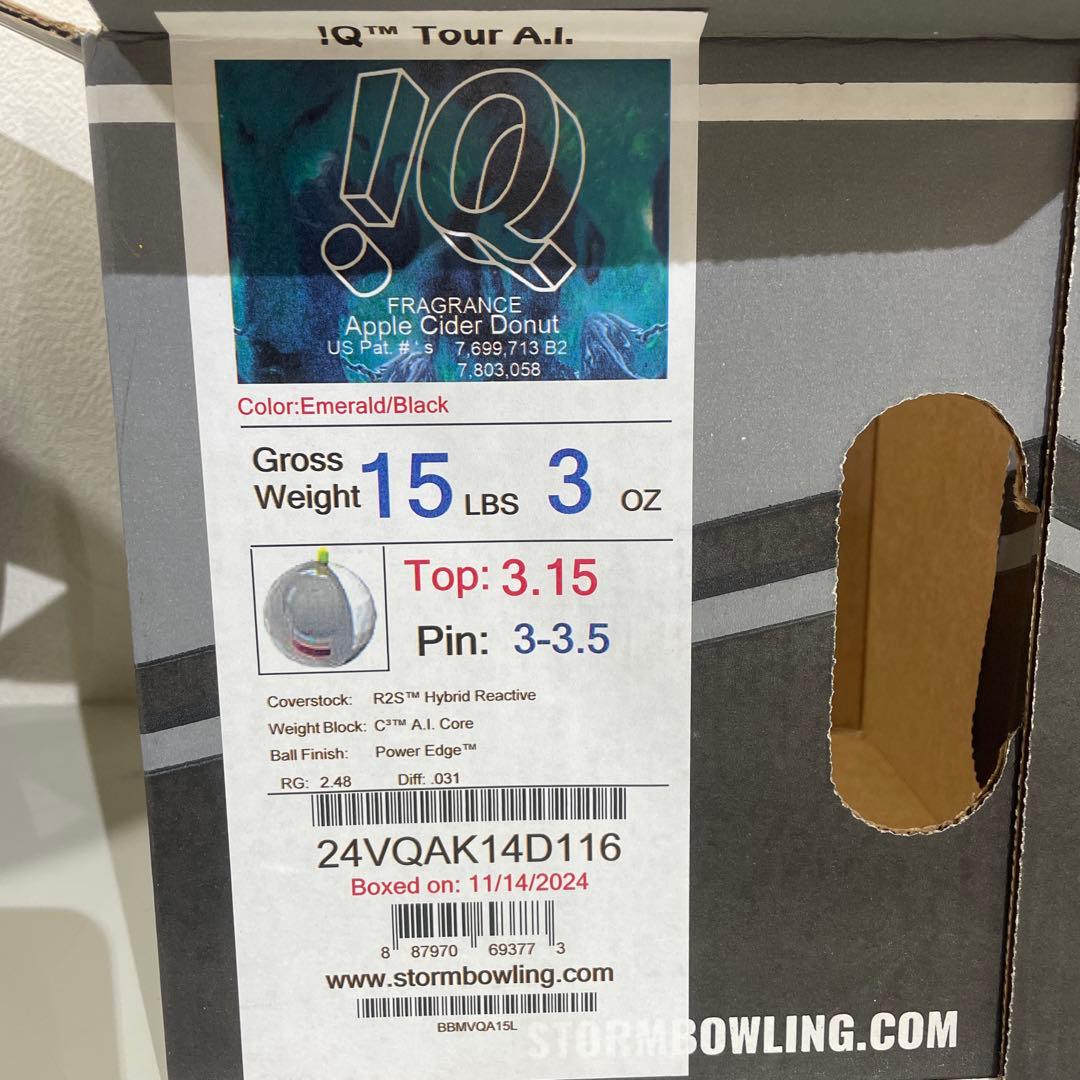 !Q™ Tour A.I.
!Q
FRAGRANCE
Apple Cider Donut
US Pat. #'s 7,699,713 B2
7,803,058
Color:Emerald/Black
Gross Weight 15 LBS 3 OZ
Top: 3.15
Pin: 3-3.5
Coverstock: R2S™ Hybrid Reactive
Weight Block: C³™ A.I. Core
Ball Finish: Power Edge™
RG: 2.48 Diff: .031
24VQAK14D116
Boxed on: 11/14/2024
8 87970 69377 3
www.stormbowling.com
BBMVQA15L
STORMBOWLING.COM